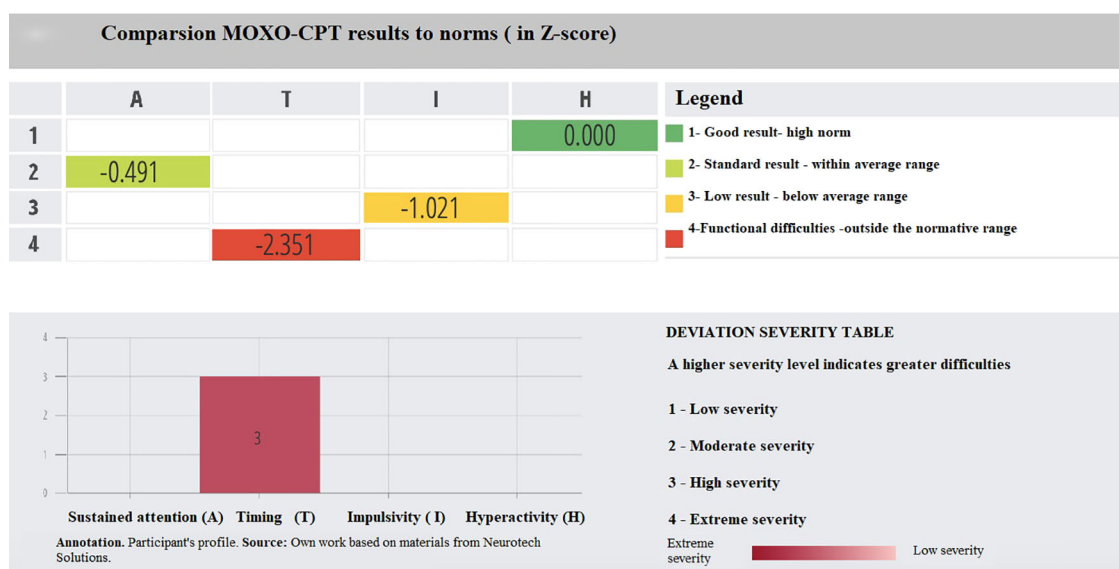 Comparsion MOXO-CPT results to norms ( in Z-score)
A T I H
1 0.000
2 -0.491
3 -1.021
4 -2.351
Legend
1- Good result- high norm
2- Standard result - within average range
3- Low result - below average range
4-Functional difficulties -outside the normative range
4
3
2
1
0
3
Sustained attention (A) Timing (T) Impulsivity ( I) Hyperactivity (H)
Annotation. Participant's profile. Source: Own work based on materials from Neurotech
Solutions.
DEVIATION SEVERITY TABLE
A higher severity level indicates greater difficulties
1 - Low severity
2 - Moderate severity
3 - High severity
4 - Extreme severity
Extreme
severity
Low severity